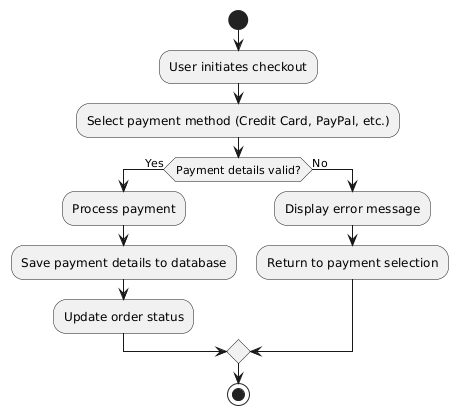 User initiates checkout
Select payment method (Credit Card, PayPal, etc.)
Payment details valid?
Yes
No
Process payment
Display error message
Save payment details to database
Return to payment selection
Update order status